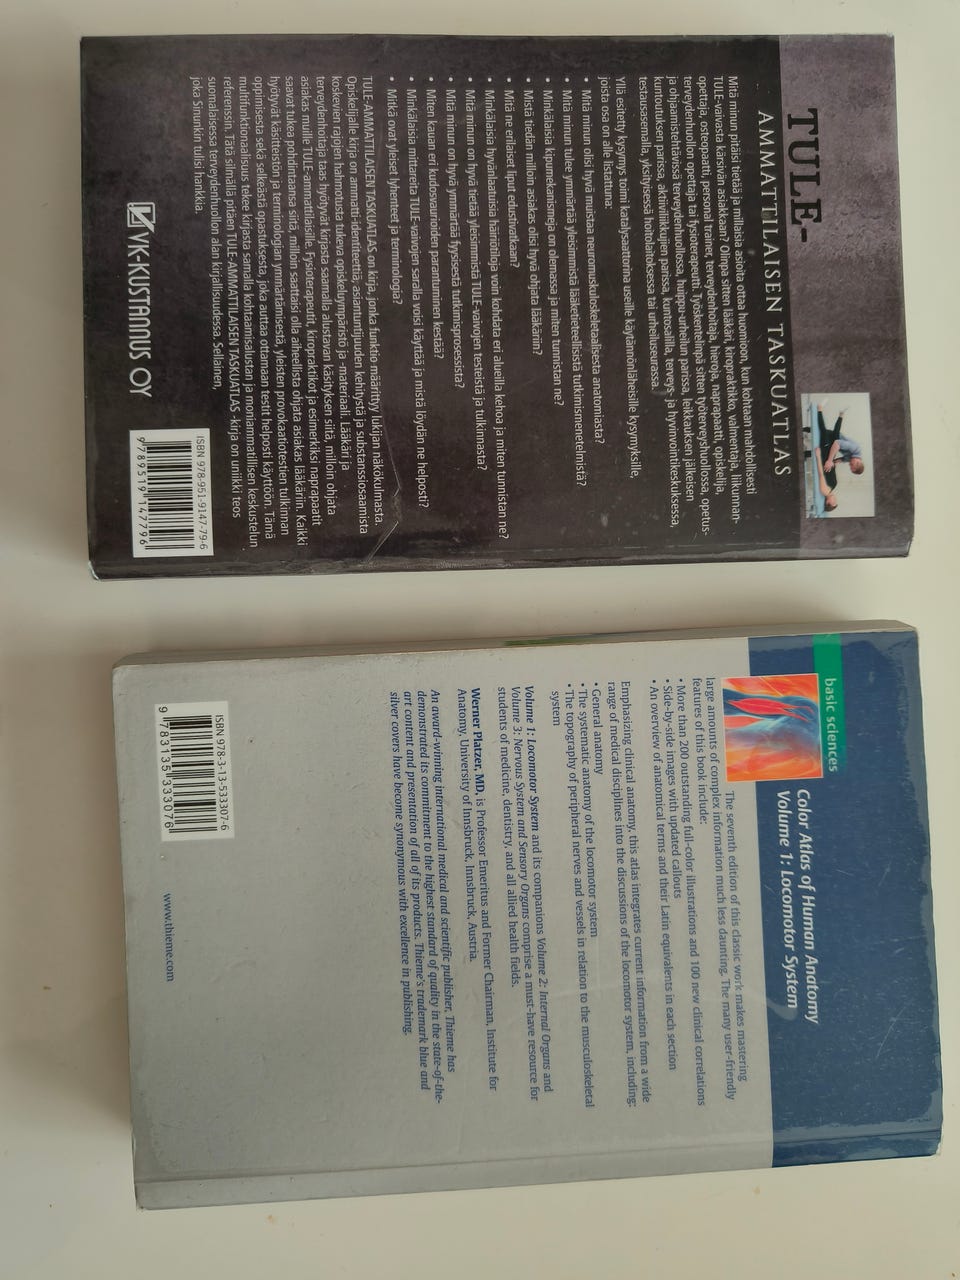 TULE-
AMMATTILAISEN TASKUATLAS
Mitä minun pitäisi tietää ja millaisia asioita ottaa huomioon, kun kohtaan mahdollisesti
TULE-vaivasta kärsivän asiakkaan? Olinpa sitten lääkäri, kiropraktikko, valmentaja, liikunnan-
opettaja, osteopaatti, personal trainer, terveydenhoitaja, hieroja, naprapaatti, opiskelija,
terveydenhuollon opettaja tai fysioterapeutti. Työskentelinpä sitten työterveyshuollossa, opetus-
ja ohjaamistehtävissä terveydenhuollossa, huippu-urheilun parissa, leikkauksen jälkeisen
kuntoutuksen parissa, aktiiviliikkujien parissa, kuntosalilla, terveys- ja hyvinvointikeskuksessa,
testausasemilla, yksityisessä hoitolaitoksessa tai urheiluseurassa.
Yllä esitetty kysymys toimi katalysaattorina useille käytännönläheisille kysymyksille,
joista osa on alle listattuna:
• Mitä minun olisi hyvä muistaa neuromuskuloskeletaalisesta anatomiasta?
• Mitä minun tulee ymmärtää yleisimmistä lääketieteellisistä tutkimismenetelmistä?
• Minkälaisia kipumekanismeja on olemassa ja miten tunnistan ne?
• Mistä tiedän milloin asiakas olisi hyvä ohjata lääkäriin?
• Mitä ne erilaiset liput edustivatkaan?
• Minkälaisia hyvänlaatuisia häiriötiloja voin kohdata eri alueilla kehoa ja miten tunnistan ne?
• Mitä minun on hyvä tietää yleisimmistä TULE-vaivojen testeistä ja tulkinnasta?
• Mitä minun on hyvä ymmärtää fyysisestä tutkimisprosessista?
• Miten kauan eri kudosvaurioiden parantuminen kestää?
• Minkälaisia mittareita TULE-vaivojen saralla voisi käyttää ja mistä löydän ne helposti?
• Mitkä ovat yleiset lyhenteet ja terminologia?
TULE-AMMATTILAISEN TASKUATLAS on kirja, jonka funktio määrittyy lukijan näkökulmasta.
Opiskelijalle kirja on ammatti-identiteettiä, asiantuntijuuden kehitystä ja substanssiosaamista
koskevien rajojen hahmotusta tukeva opiskeluympäristö ja -materiaali. Lääkäri ja
terveydenhoitaja taas hyötyvät kirjasta saamalla alustavan käsityksen siitä, milloin ohjata
asiakas muille TULE-ammattilaisille. Fysioterapeutit, kiropraktikot ja esimerkiksi naprapaatit
saavat tukea pohdintaansa siitä, milloin saattaisi olla aiheellista ohjata asiakas lääkäriin. Kaikki
hyötyvät käsitteistön ja terminologian ymmärtämisestä, yleisten provokaatiotestien tulkinnan
oppimisesta sekä selkeästä opastuksesta, joka auttaa ottamaan testit helposti käyttöön. Tämä
multifunktionaalisuus tekee kirjasta samalla kohtaamisalustan ja moniammatillisen keskustelun
referenssin. Tätä silmällä pitäen TULE-AMMATTILAISEN TASKUATLAS -kirja on uniikki teos
suomalaisessa terveydenhuollon alan kirjallisuudessa. Sellainen,
joka Sinunkin tulisi hankkia.
VK-KUSTANNUS OY
ISBN 978-951-9147-79-6
9 789519 147796
basic sciences
Color Atlas of Human Anatomy
Volume 1: Locomotor System
The seventh edition of this classic work makes mastering
large amounts of complex information much less daunting. The many user-friendly
features of this book include:
• More than 200 outstanding full-color illustrations and 100 new clinical correlations
• Side-by-side images with updated callouts
• An overview of anatomical terms and their Latin equivalents in each section
Emphasizing clinical anatomy, this atlas integrates current information from a wide
range of medical disciplines into the discussions of the locomotor system, including:
• General anatomy
• The systematic anatomy of the locomotor system
• The topography of peripheral nerves and vessels in relation to the musculoskeletal
system
Volume 1: Locomotor System and its companions Volume 2: Internal Organs and
Volume 3: Nervous System and Sensory Organs comprise a must-have resource for
students of medicine, dentistry, and all allied health fields.
Werner Platzer, MD, is Professor Emeritus and Former Chairman, Institute for
Anatomy, University of Innsbruck, Innsbruck, Austria.
An award-winning international medical and scientific publisher, Thieme has
demonstrated its commitment to the highest standard of quality in the state-of-the-
art content and presentation of all of its products. Thieme's trademark blue and
silver covers have become synonymous with excellence in publishing.
ISBN 978-3-13-533307-6
9 783135 333076
www.thieme.com